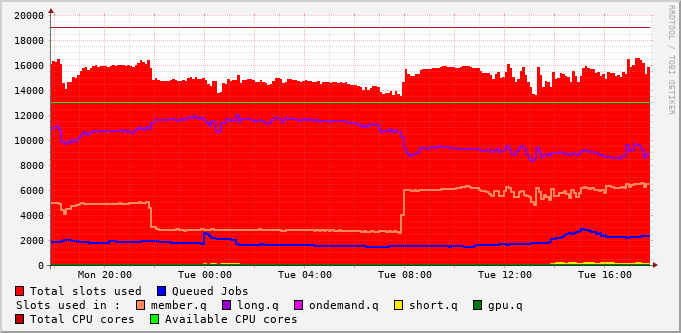 20000
18000
16000
14000
12000
10000
8000
6000
4000
2000
0
Mon 20:00 Tue 00:00 Tue 04:00 Tue 08:00 Tue 12:00 Tue 16:00
RRDTOOL / TOBI OETIKER
Total slots used Queued Jobs
Slots used in : member.q long.q ondemand.q short.q gpu.q
Total CPU cores Available CPU cores